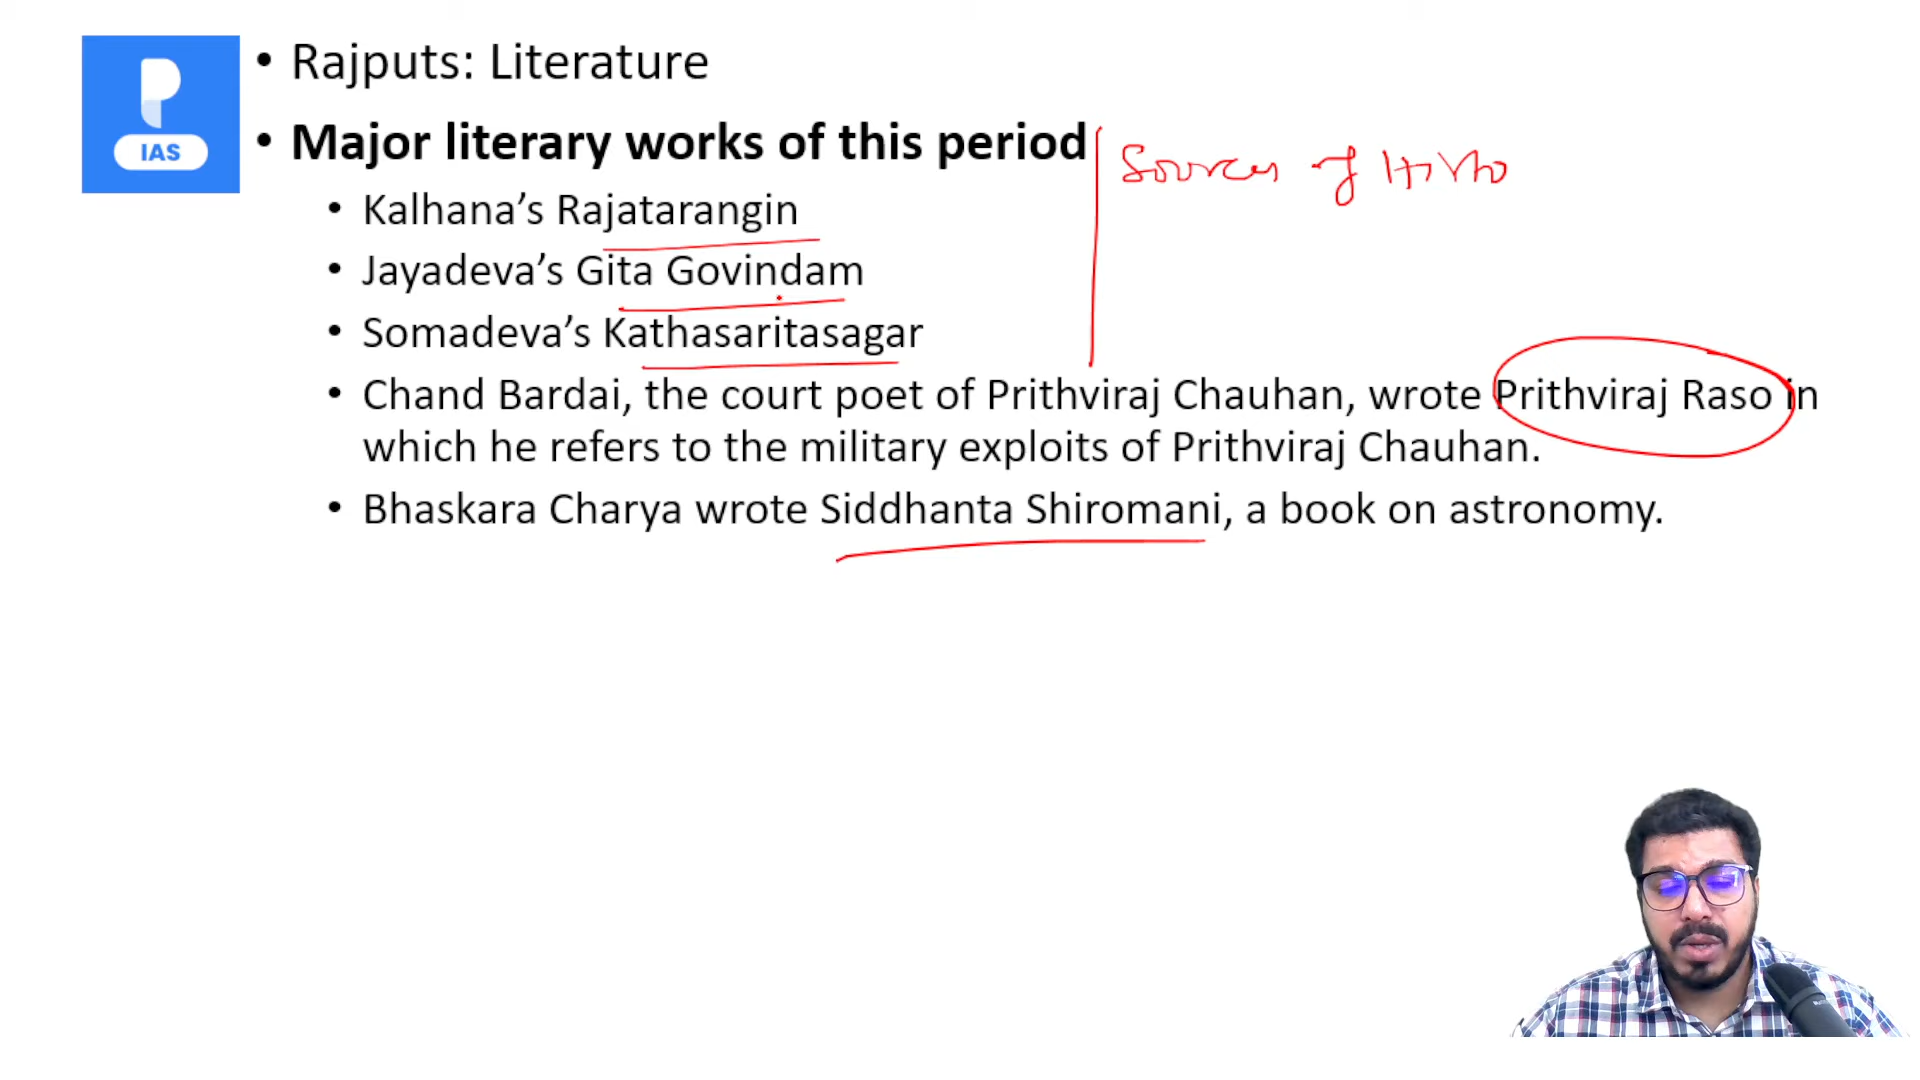 • Rajputs: Literature
IAS
• Major literary works of this period
Sources of Histo
• Kalhana’s Rajatarangin
• Jayadeva’s Gita Govindam
• Somadeva’s Kathasaritasagar
• Chand Bardai, the court poet of Prithviraj Chauhan, wrote Prithviraj Raso in
which he refers to the military exploits of Prithviraj Chauhan.
• Bhaskara Charya wrote Siddhanta Shiromani, a book on astronomy.